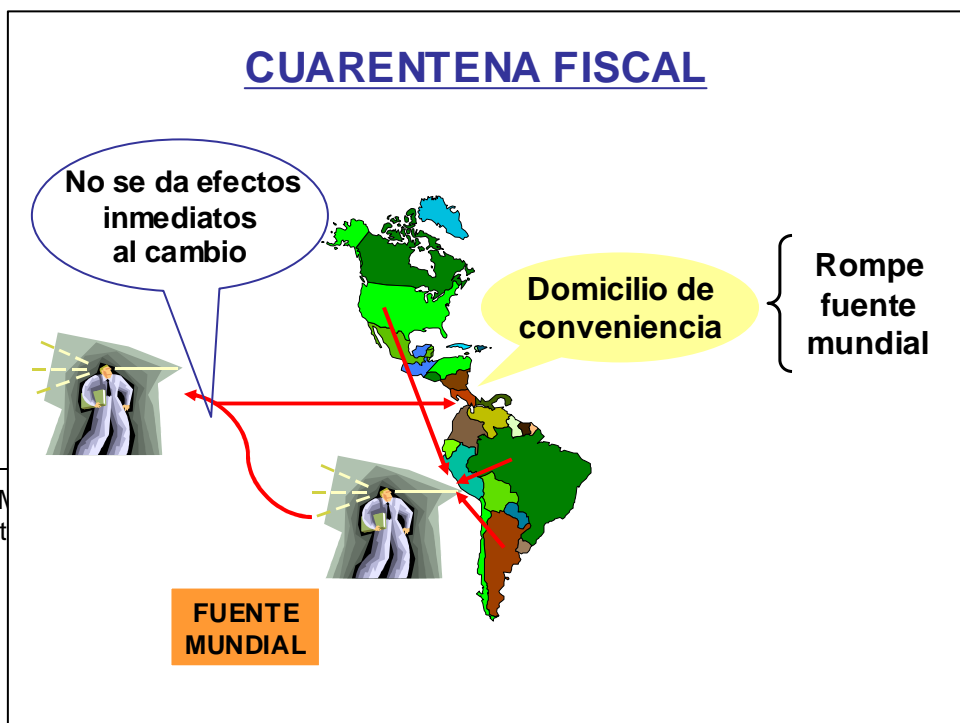 CUARENTENA FISCAL
No se da efectos
inmediatos
al cambio
Domicilio de
conveniencia
Rompe
fuente
mundial
M
t
FUENTE
MUNDIAL